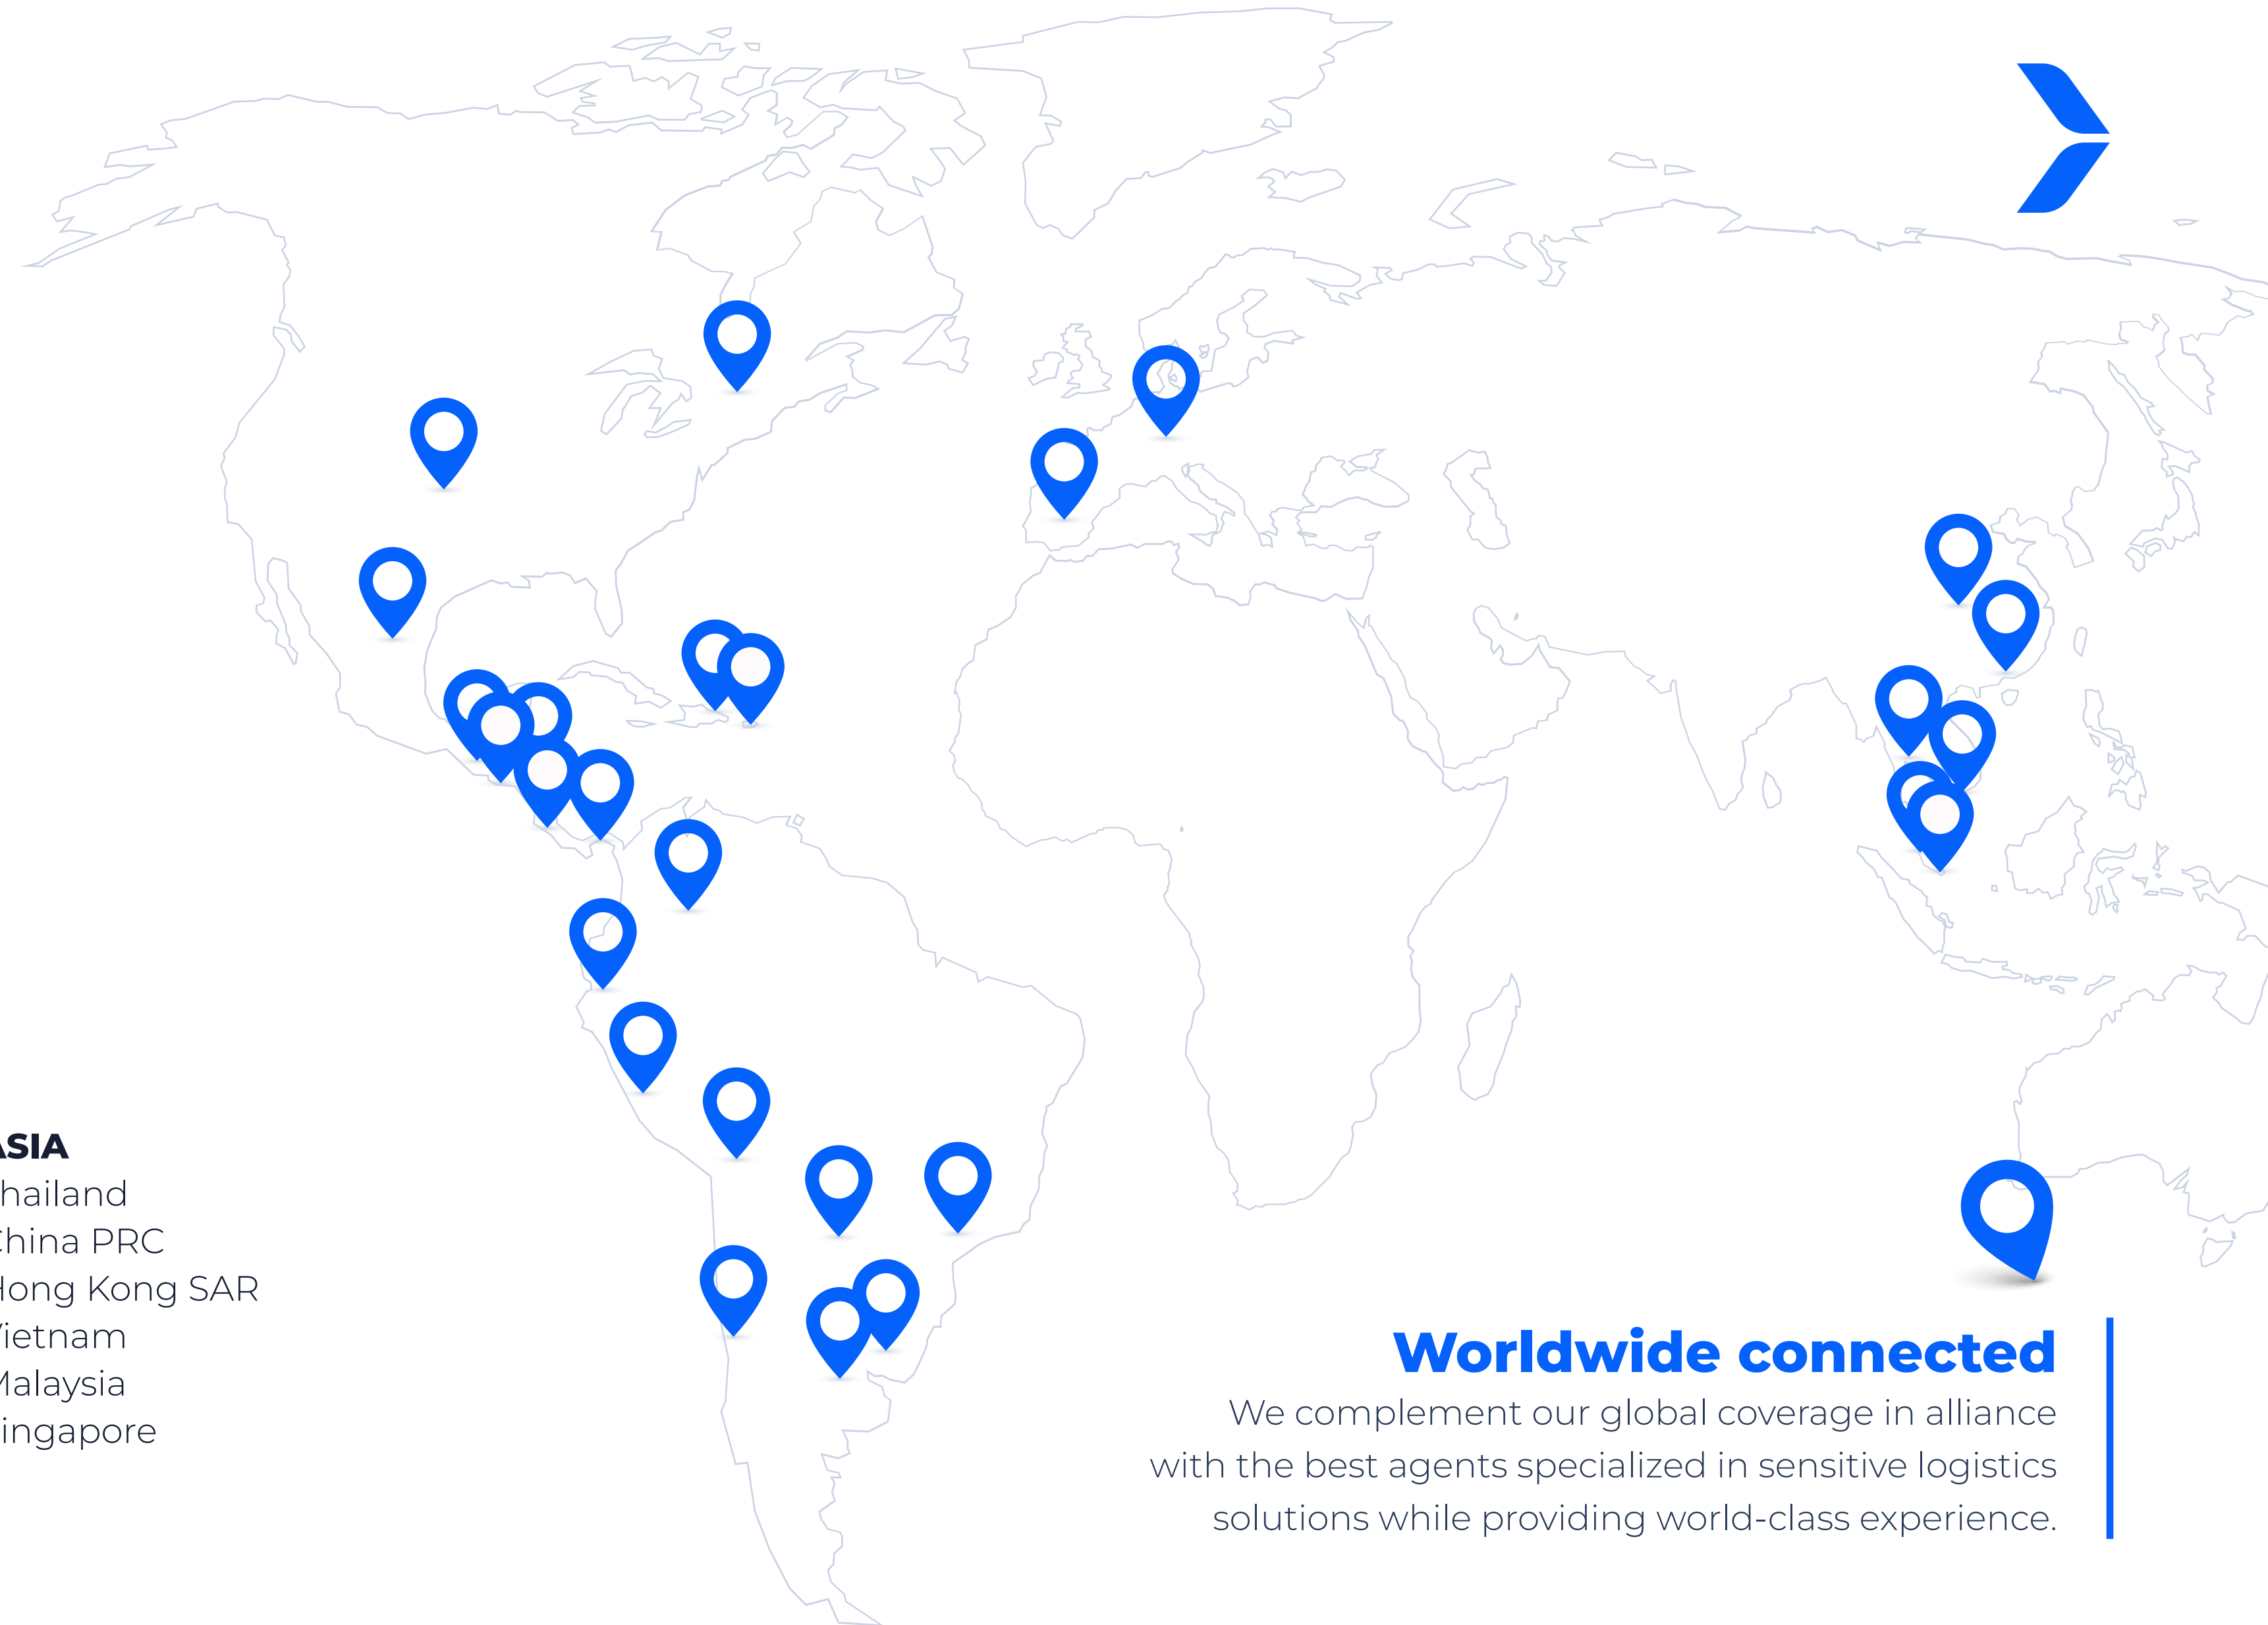 ASIA
hailand
China PRC
Hong Kong SAR
Vietnam
Malaysia
ingapore
Worldwide connected
We complement our global coverage in alliance
with the best agents specialized in sensitive logistics
solutions while providing world-class experience.